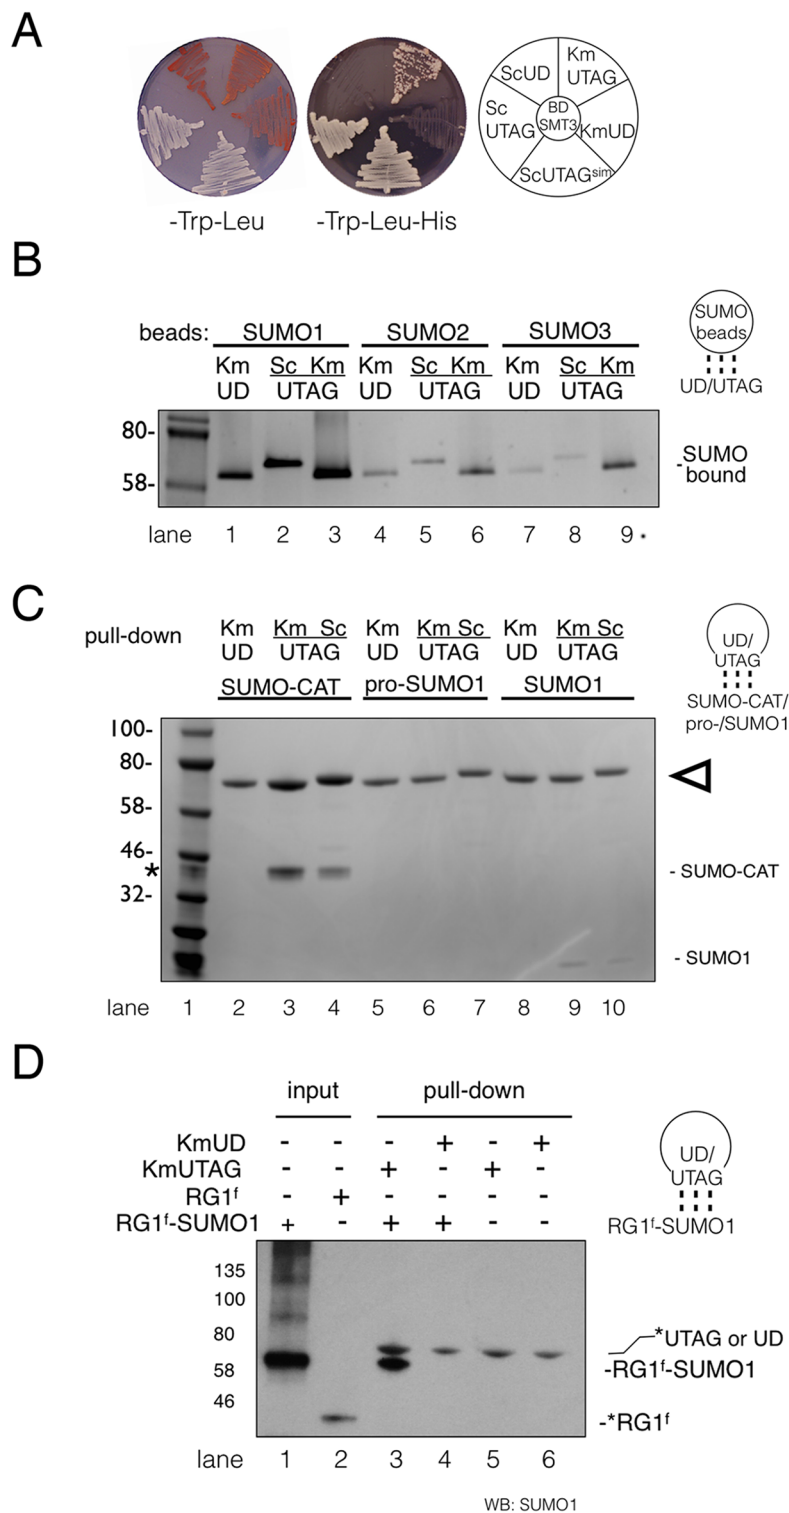 A
ScUD
Km
UTAG
Sc
UTAG
BD
SMT3
KmUD
ScUTAGsim
-Trp-Leu
-Trp-Leu-His
B
beads: SUMO1 SUMO2 SUMO3
Km Sc Km Km Sc Km Km Sc Km
UD UTAG UD UTAG UD UTAG
SUMO
beads
UD/UTAG
80-
58-
-SUMO
bound
lane 1 2 3 4 5 6 7 8 9
C
pull-down
Km Km Sc Km Km Sc Km Km Sc
UD UTAG UD UTAG UD UTAG
SUMO-CAT pro-SUMO1 SUMO1
UD/
UTAG
SUMO-CAT/
pro-/SUMO1
100-
80-
58-
46-
*
32-
- SUMO-CAT
- SUMO1
lane 1 2 3 4 5 6 7 8 9 10
D
input pull-down
KmUD - - - + - +
KmUTAG - - + - + -
RG1f - + - - - -
RG1f-SUMO1 + - + + - -
UD/
UTAG
RG1f-SUMO1
135
100
80
58
46
*UTAG or UD
-RG1f-SUMO1
-*RG1f
lane 1 2 3 4 5 6
WB: SUMO1